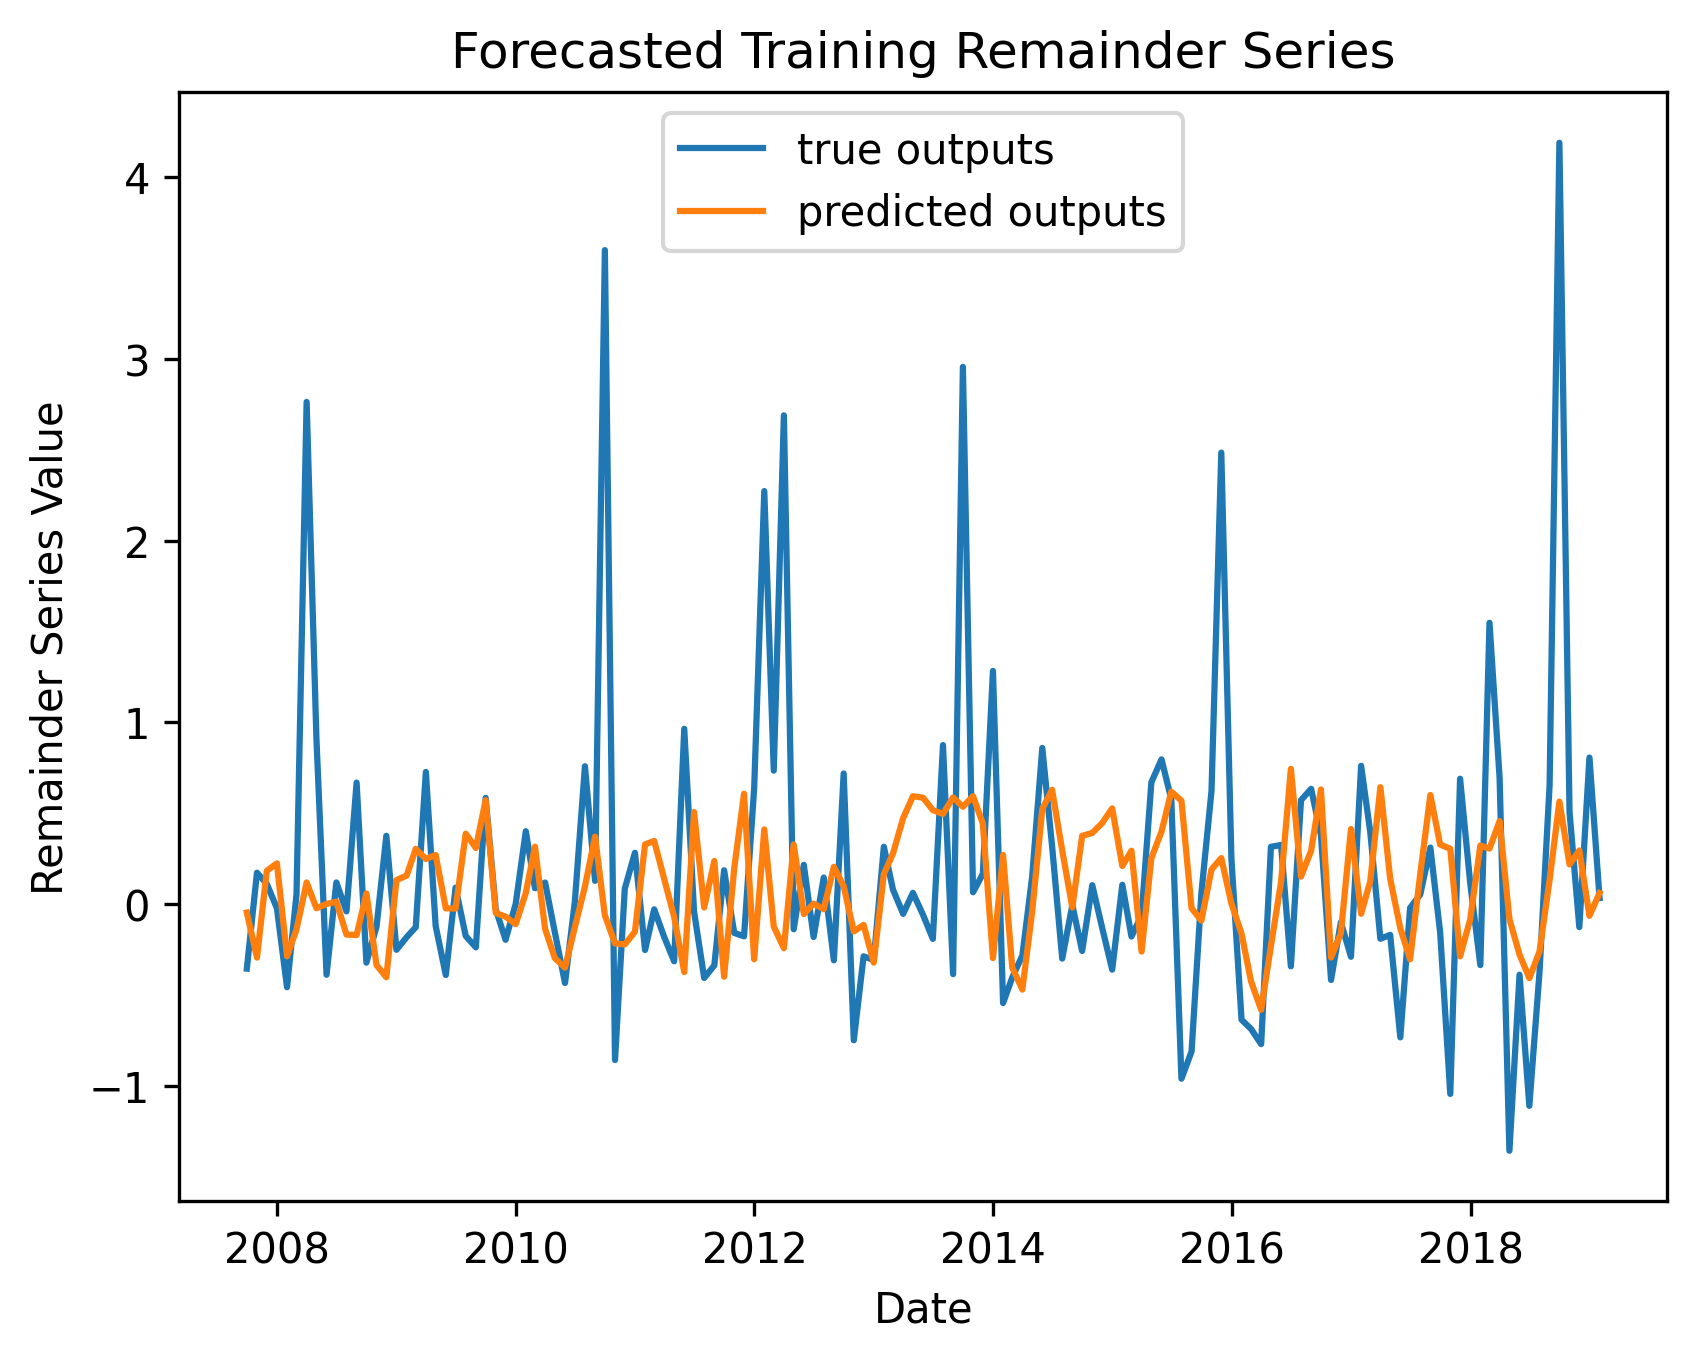 Forecasted Training Remainder Series
true outputs
predicted outputs
Remainder Series Value
4
3
2
1
0
−1
2008 2010 2012 2014 2016 2018
Date